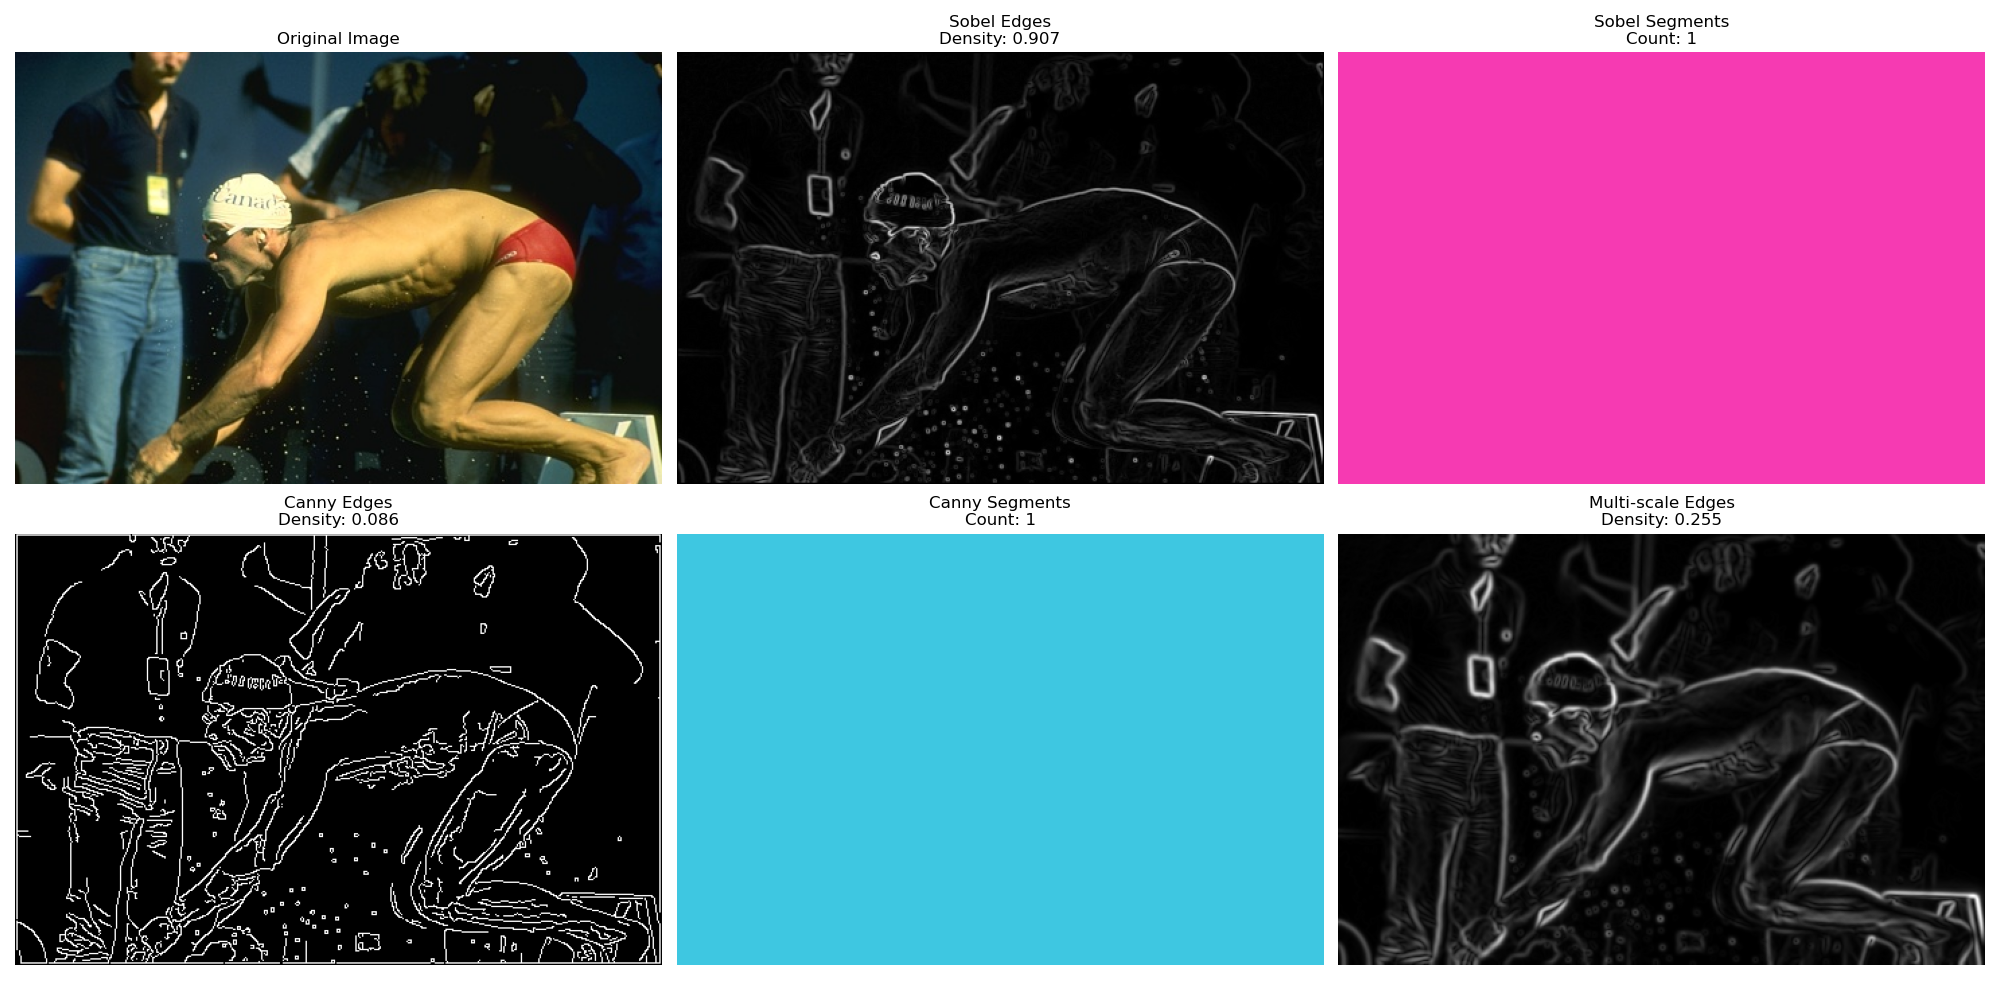 Original Image
Sobel Edges
Density: 0.907
Sobel Segments
Count: 1
Canada
Canny Edges
Density: 0.086
Canny Segments
Count: 1
Multi-scale Edges
Density: 0.255